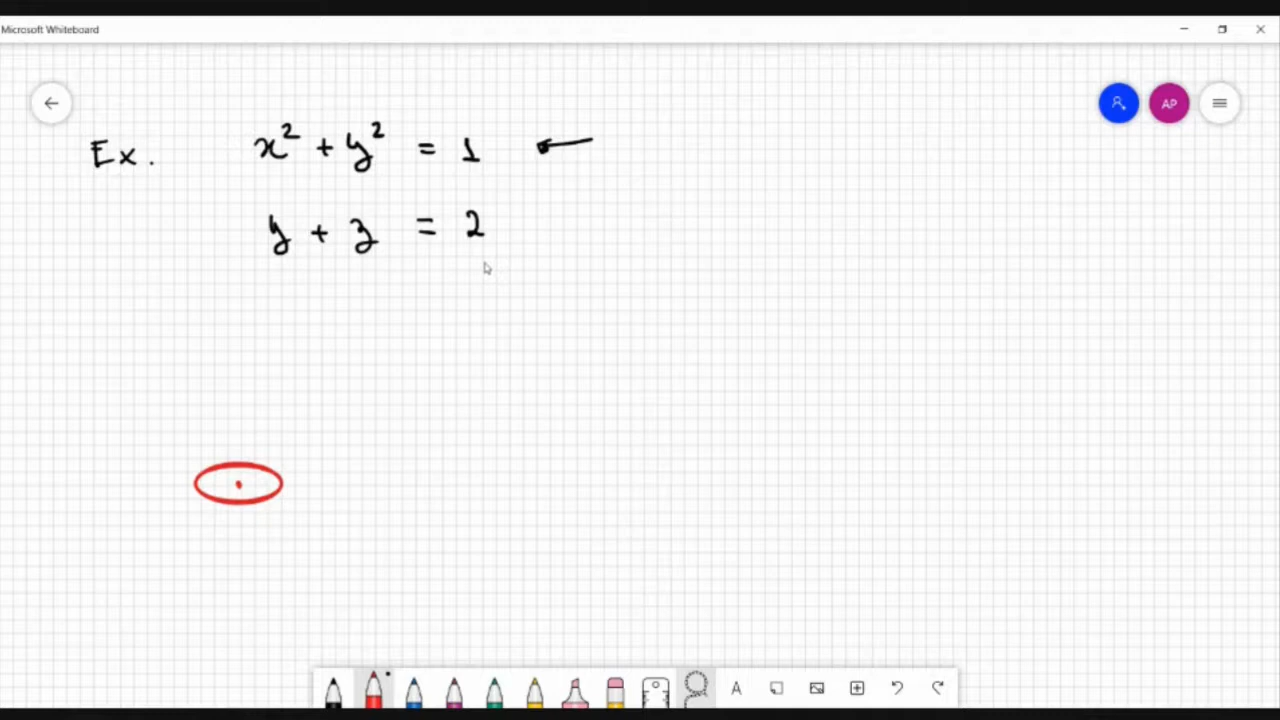 Microsoft Whiteboard
AP
Ex. x² + y² = 1
y + z = 2
A